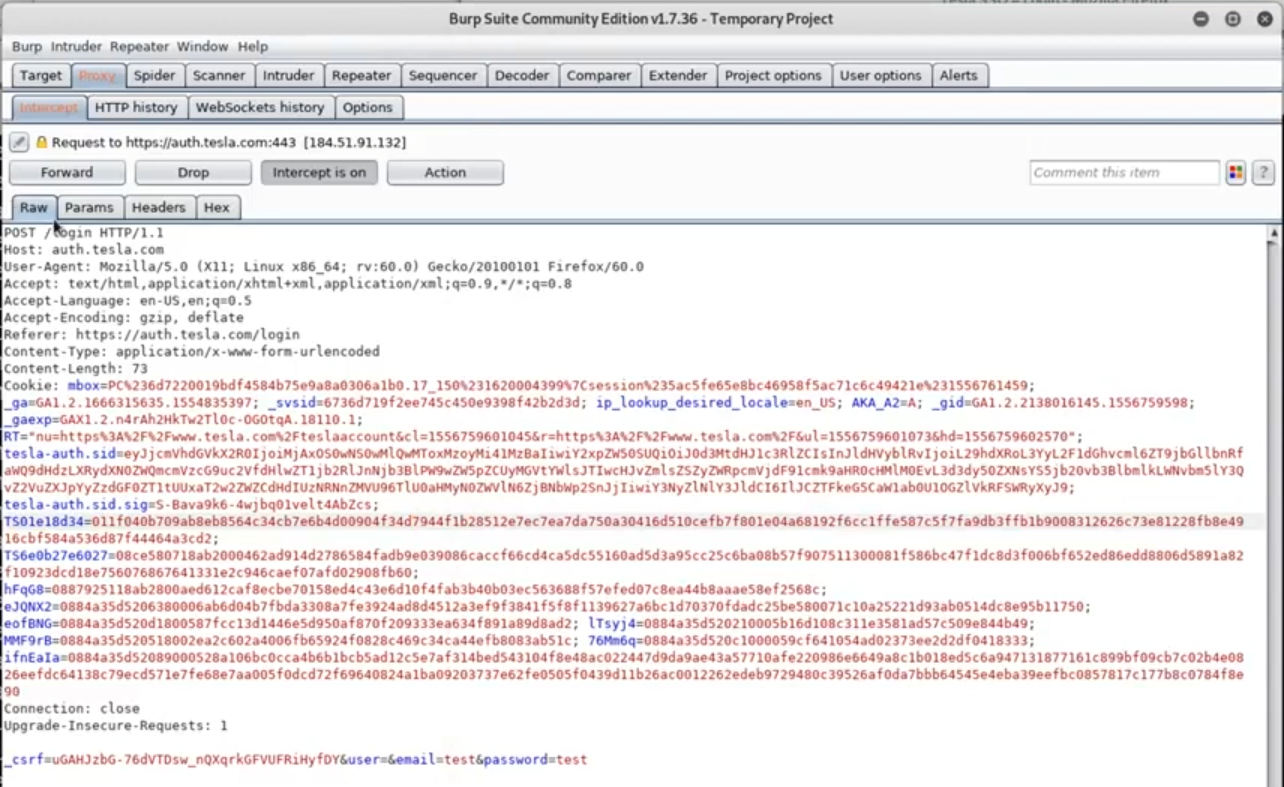 Burp Suite Community Edition v1.7.36 - Temporary Project
Burp Intruder Repeater Window Help
Target Proxy Spider Scanner Intruder Repeater Sequencer Decoder Comparer Extender Project options User options Alerts
Intercept HTTP history WebSockets history Options
Request to https://auth.tesla.com:443 [184.51.91.132]
Forward Drop Intercept is on Action Comment this item ?
Raw Params Headers Hex
POST /login HTTP/1.1
Host: auth.tesla.com
User-Agent: Mozilla/5.0 (X11; Linux x86_64; rv:60.0) Gecko/20100101 Firefox/60.0
Accept: text/html,application/xhtml+xml,application/xml;q=0.9,*/*;q=0.8
Accept-Language: en-US,en;q=0.5
Accept-Encoding: gzip, deflate
Referer: https://auth.tesla.com/login
Content-Type: application/x-www-form-urlencoded
Content-Length: 73
Cookie: mbox=PC%236d7220019bdf4584b75e9a8a0306a1b0.17_150%231620004399%7Csession%235ac5fe65e8bc46958f5ac71c6c49421e%231556761459;
_ga=GA1.2.1666315635.1554835397; _svsid=6736d719f2ee745c450e9398f42b2d3d; ip_lookup_desired_locale=en_US; AKA_A2=A; _gid=GA1.2.2138016145.1556759598;
_gaexp=GAX1.2.n4rAh2HkTw2Tl0c-OGOtqA.18110.1;
RT="nu=https%3A%2F%2Fwww.tesla.com%2Fteslaaccount&cl=1556759601045&r=https%3A%2F%2Fwww.tesla.com%2F&ul=1556759601073&hd=1556759602570";
tesla-auth.sid=
tesla-auth.sid.sig=S-Bava9k6-4wjbq01velt4AbZcs;
TS01e18d34=
16cbf584a536d87f44464a3cd2;
TS6e0b27e6027=
f10923dcd18e756076867641331e2c946caef07afd02908fb60;
hFqG8=0887925118ab2800aed612caf8ecbe70158ed4c43e6d10f4fab3b40b03ec563688f57efed07c8ea44b8aaae58ef2568c;
eJQNX2=0884a35d5206380006ab6d04b7fbda3308a7fe3924ad8d4512a3ef9f3841f5f8f1139627a6bc1d70370fdadc25be580071c10a25221d93ab0514dc8e95b11750;
eofBNG=0884a35d520d1800587fcc13d1446e5d950af870f209333ea634f891a89d8ad2; lTsyj4=0884a35d520210005b16d108c311e3581ad57c509e844b49;
MMF9rB=0884a35d520518002ea2c602a4006fb65924f0828c469c34ca44efb8083ab51c; 76Mm6q=0884a35d520c1000059cf641054ad02373ee2d2df0418333;
ifnEaIa=
90
Connection: close
Upgrade-Insecure-Requests: 1
_csrf=uGAHJzbG-76dVTDsw_nQXqrkGFVUFRiHyfDY&user=&email=test&password=test